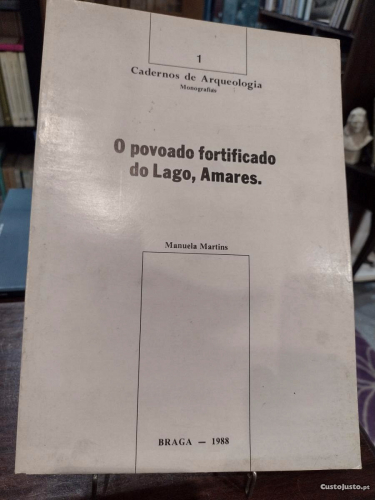 1
Cadernos de Arqueologia
Monografias
O povoado fortificado
do Lago, Amares.
Manuela Martins
BRAGA — 1988
CustoJusto.pt